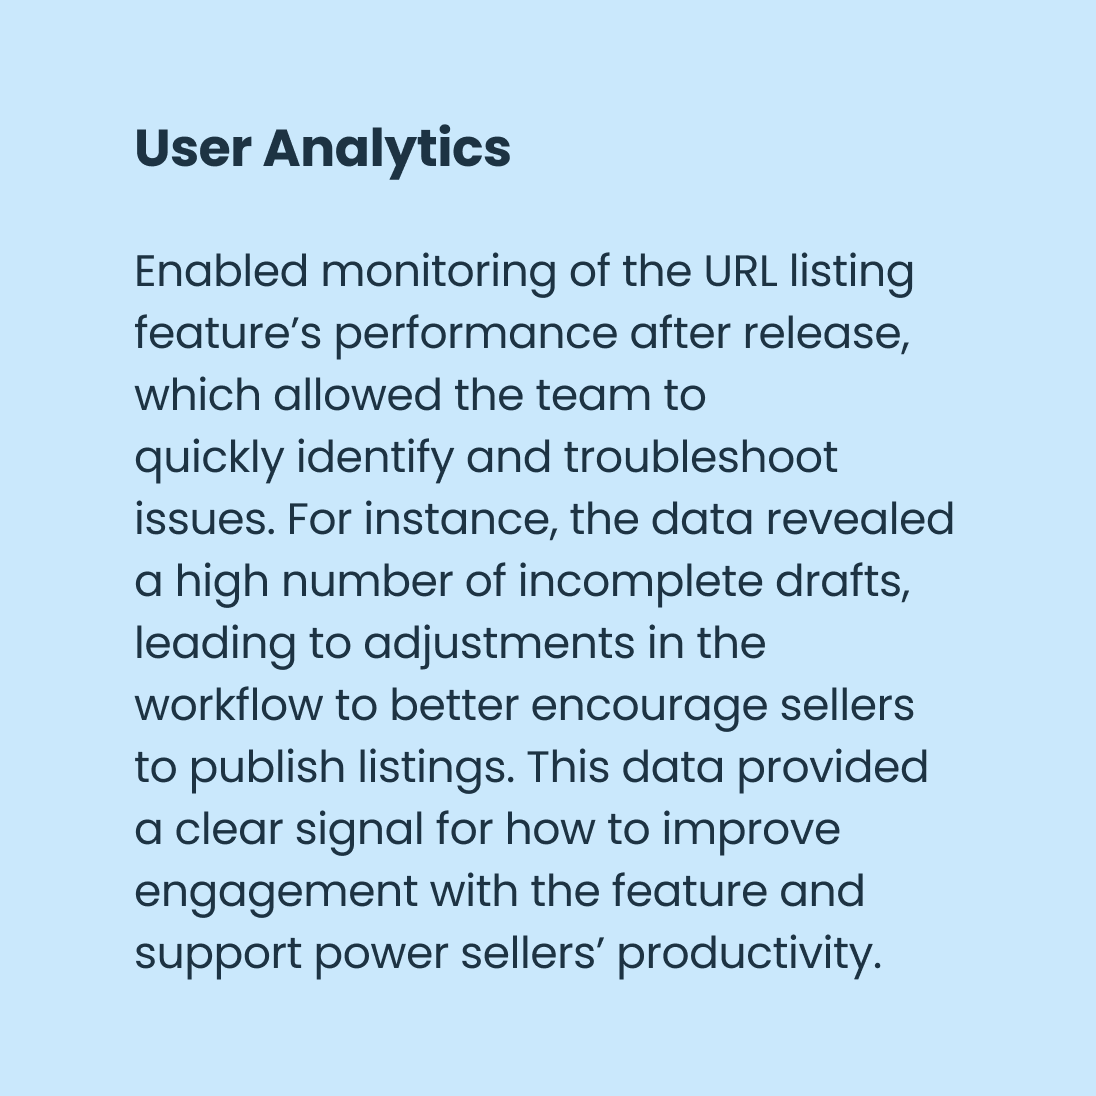 User Analytics
Enabled monitoring of the URL listing
feature’s performance after release,
which allowed the team to
quickly identify and troubleshoot
issues. For instance, the data revealed
a high number of incomplete drafts,
leading to adjustments in the
workflow to better encourage sellers
to publish listings. This data provided
a clear signal for how to improve
engagement with the feature and
support power sellers’ productivity.